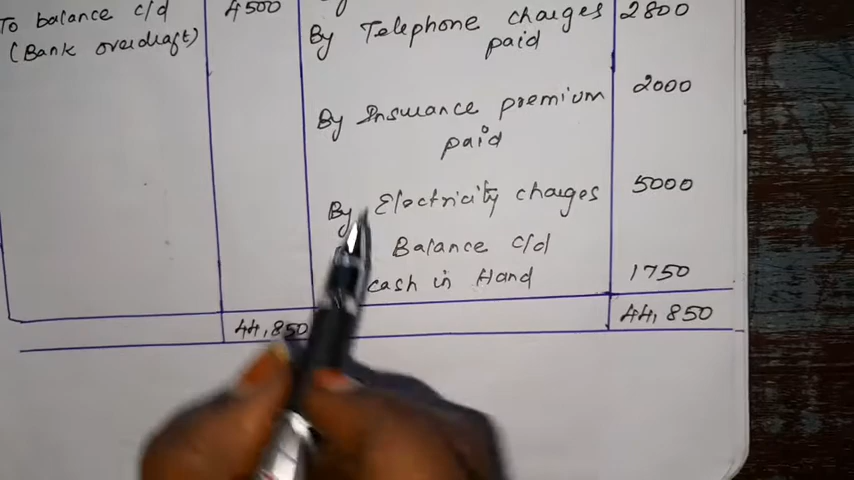 To balance c/d 4500
(Bank overdraft)
By Telephone charges 2800
paid
By Insurance premium 2000
paid
By Electricity charges 5000
Balance c/d
cash in Hand 1750
44,850 44,850